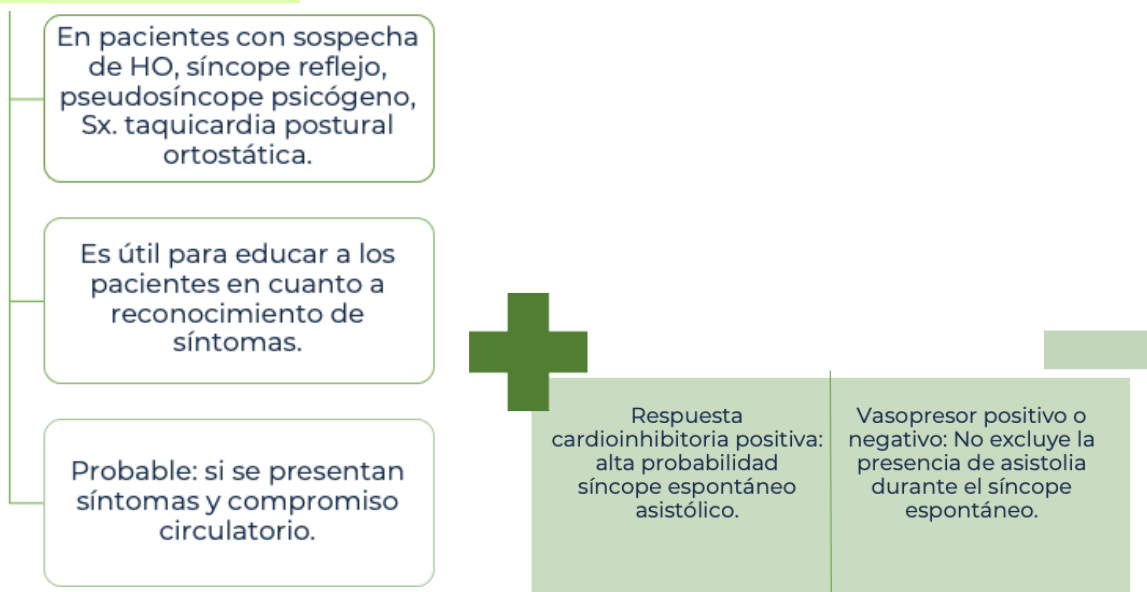 En pacientes con sospecha
de HO, síncope reflejo,
pseudosíncope psicógeno,
Sx. taquicardia postural
ortostática.
Es útil para educar a los
pacientes en cuanto a
reconocimiento de
síntomas.
Probable: si se presentan
síntomas y compromiso
circulatorio.
Respuesta
cardioinhibitoria positiva:
alta probabilidad
síncope espontáneo
asistólico.
Vasopresor positivo o
negativo: No excluye la
presencia de asistolia
durante el síncope
espontáneo.